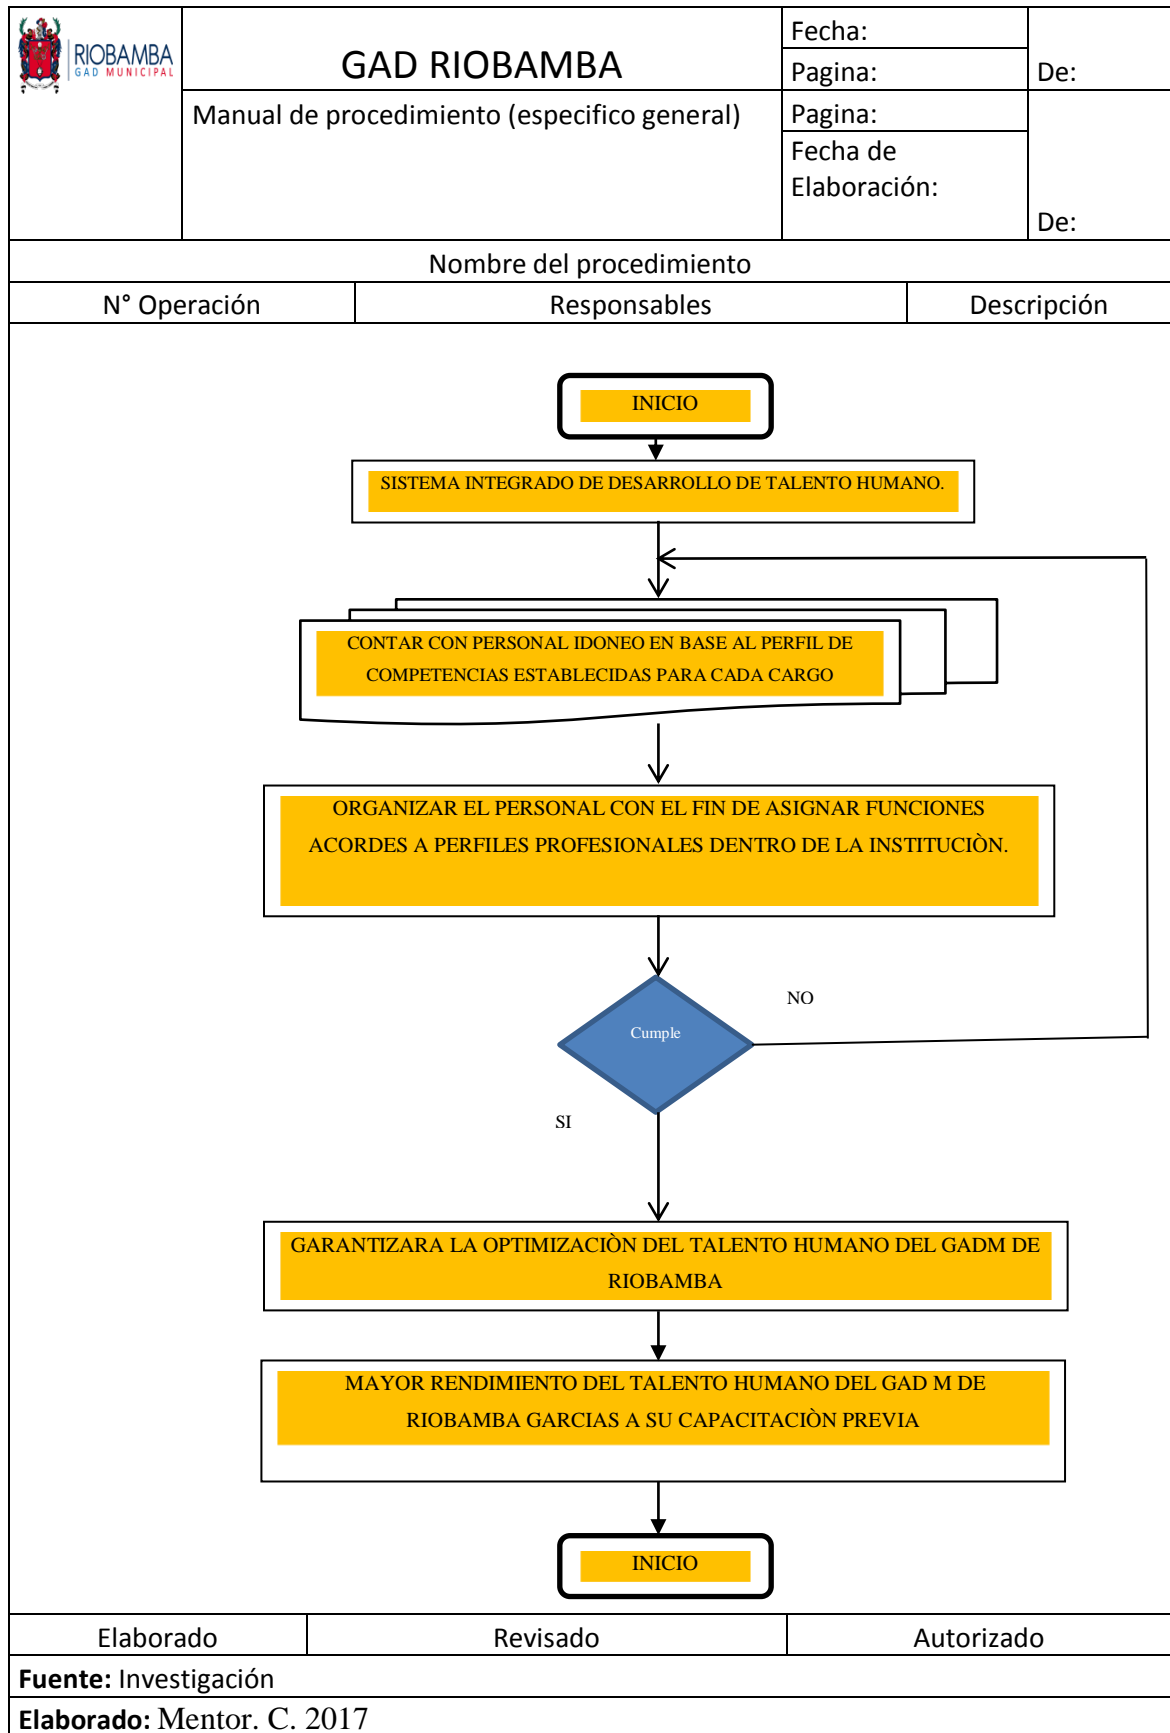 RIOBAMBA
GAD MUNICIPAL
GAD RIOBAMBA
Fecha:
Pagina:
De:
Manual de procedimiento (especifico general)
Pagina:
Fecha de
Elaboración:
De:
Nombre del procedimiento
N° Operación
Responsables
Descripción
INICIO
SISTEMA INTEGRADO DE DESARROLLO DE TALENTO HUMANO.
CONTAR CON PERSONAL IDONEO EN BASE AL PERFIL DE
COMPETENCIAS ESTABLECIDAS PARA CADA CARGO
ORGANIZAR EL PERSONAL CON EL FIN DE ASIGNAR FUNCIONES
ACORDES A PERFILES PROFESIONALES DENTRO DE LA INSTITUCIÒN.
NO
Cumple
SI
GARANTIZARA LA OPTIMIZACIÒN DEL TALENTO HUMANO DEL GADM DE
RIOBAMBA
MAYOR RENDIMIENTO DEL TALENTO HUMANO DEL GAD M DE
RIOBAMBA GARCIAS A SU CAPACITACIÒN PREVIA
INICIO
Elaborado
Revisado
Autorizado
Fuente: Investigación
Elaborado: Mentor. C. 2017